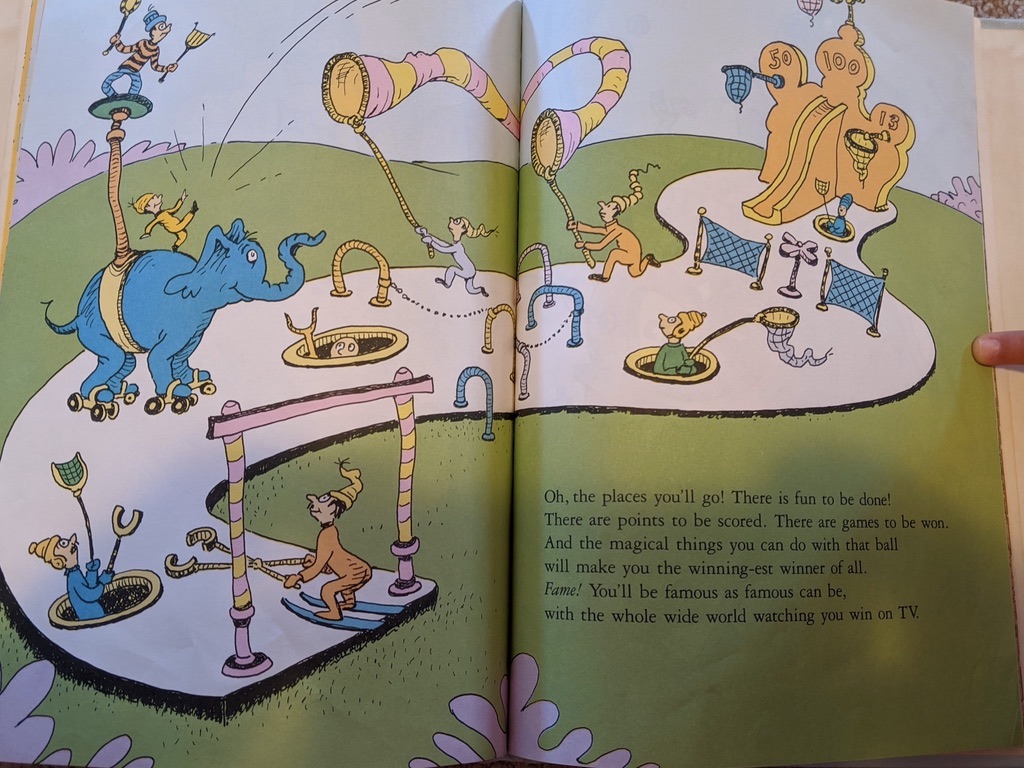 50
100
13
Oh, the places you'll go! There is fun to be done!
There are points to be scored. There are games to be won.
And the magical things you can do with that ball
will make you the winning-est winner of all.
Fame! You'll be famous as famous can be,
with the whole wide world watching you win on TV.